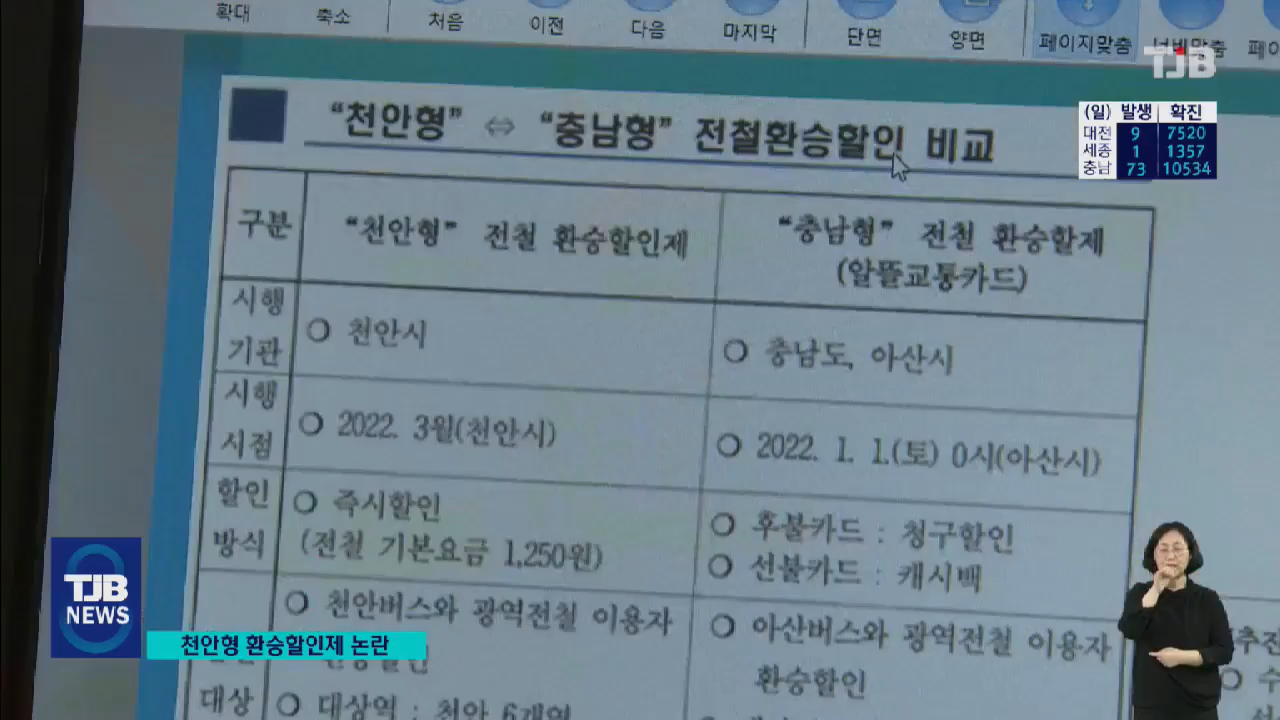 확대 축소 처음 이전 다음 마지막 단면 양면 페이지맞춤
TJB
(일) 발생 확진
대전 9 7520
세종 1 1357
충남 73 10534
“천안형” ⇔ “충남형” 전철환승할인 비교
구분
“천안형” 전철 환승할인제
“충남형” 전철 환승할제
(알뜰교통카드)
시행
기관
○ 천안시
○ 충남도, 아산시
시행
시점
○ 2022. 3월(천안시)
○ 2022. 1. 1.(토) 0시(아산시)
할인
방식
○ 즉시할인
(전철 기본요금 1,250원)
○ 후불카드 : 청구할인
○ 선불카드 : 캐시백
○ 천안버스와 광역전철 이용자
○ 아산버스와 광역전철 이용자
환승할인
대상
○ 대상역 : 천안 6개역
TJB
NEWS
천안형 환승할인제 논란